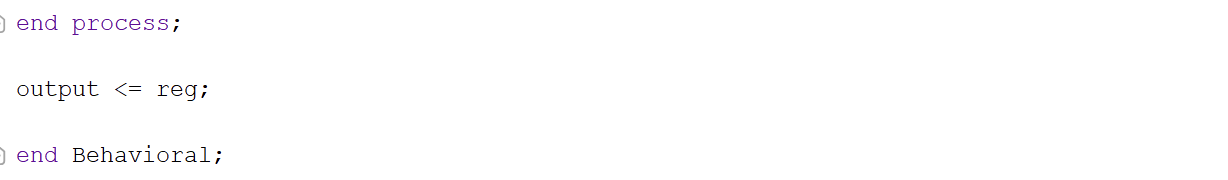 end process;
output <= reg;
end Behavioral;